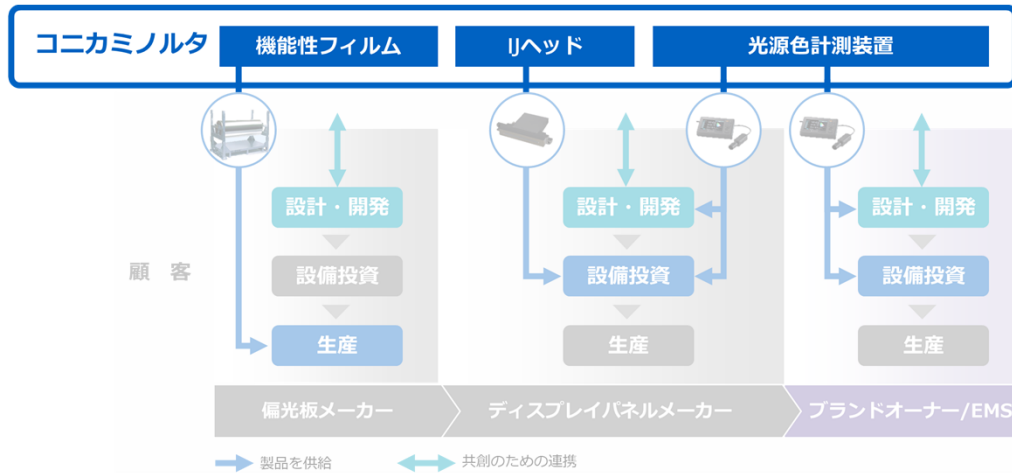 コニカミノルタ
機能性フィルム
IJヘッド
光源色計測装置
顧 客
設計・開発
設備投資
生産
設計・開発
設備投資
生産
設計・開発
設備投資
生産
偏光板メーカー
ディスプレイパネルメーカー
ブランドオーナー/EMS
製品を供給
共創のための連携